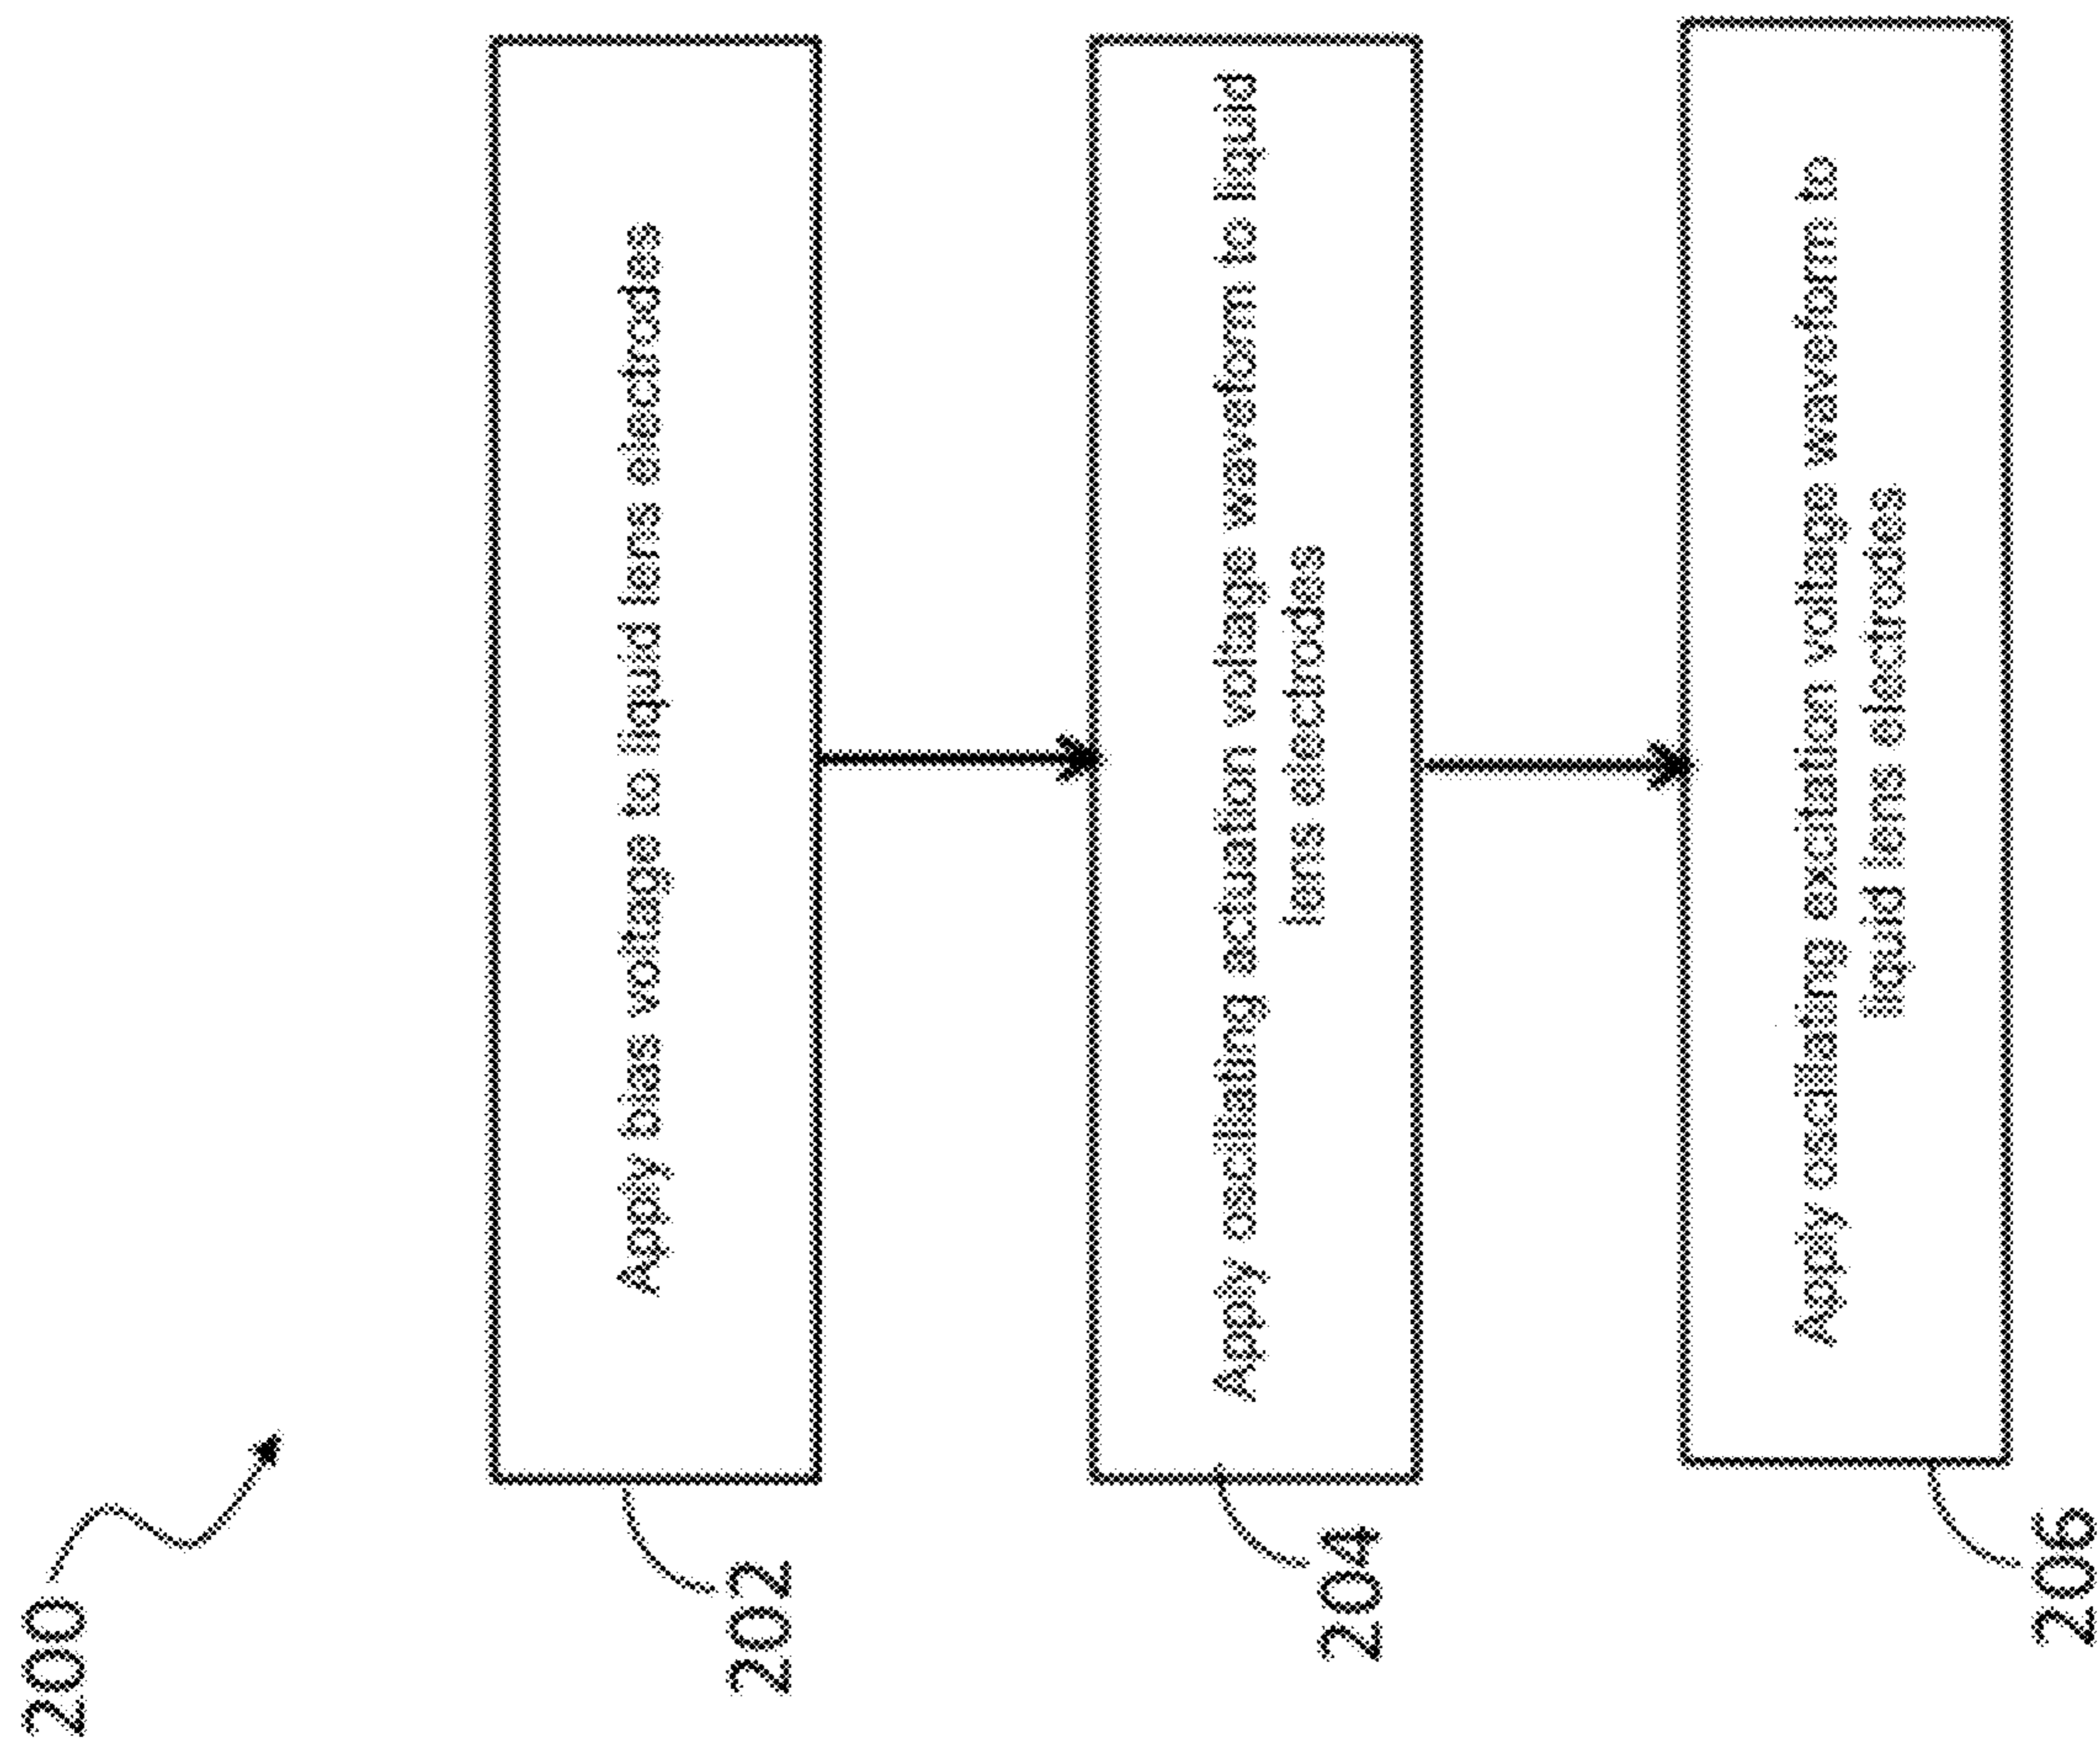 200
Apply bias voltage to liquid lens electrodes
202
Apply oscillating actuation voltage waveform to liquid
lens electrodes
204
Apply oscillating excitation voltage waveform to
liquid lens electrodes
206